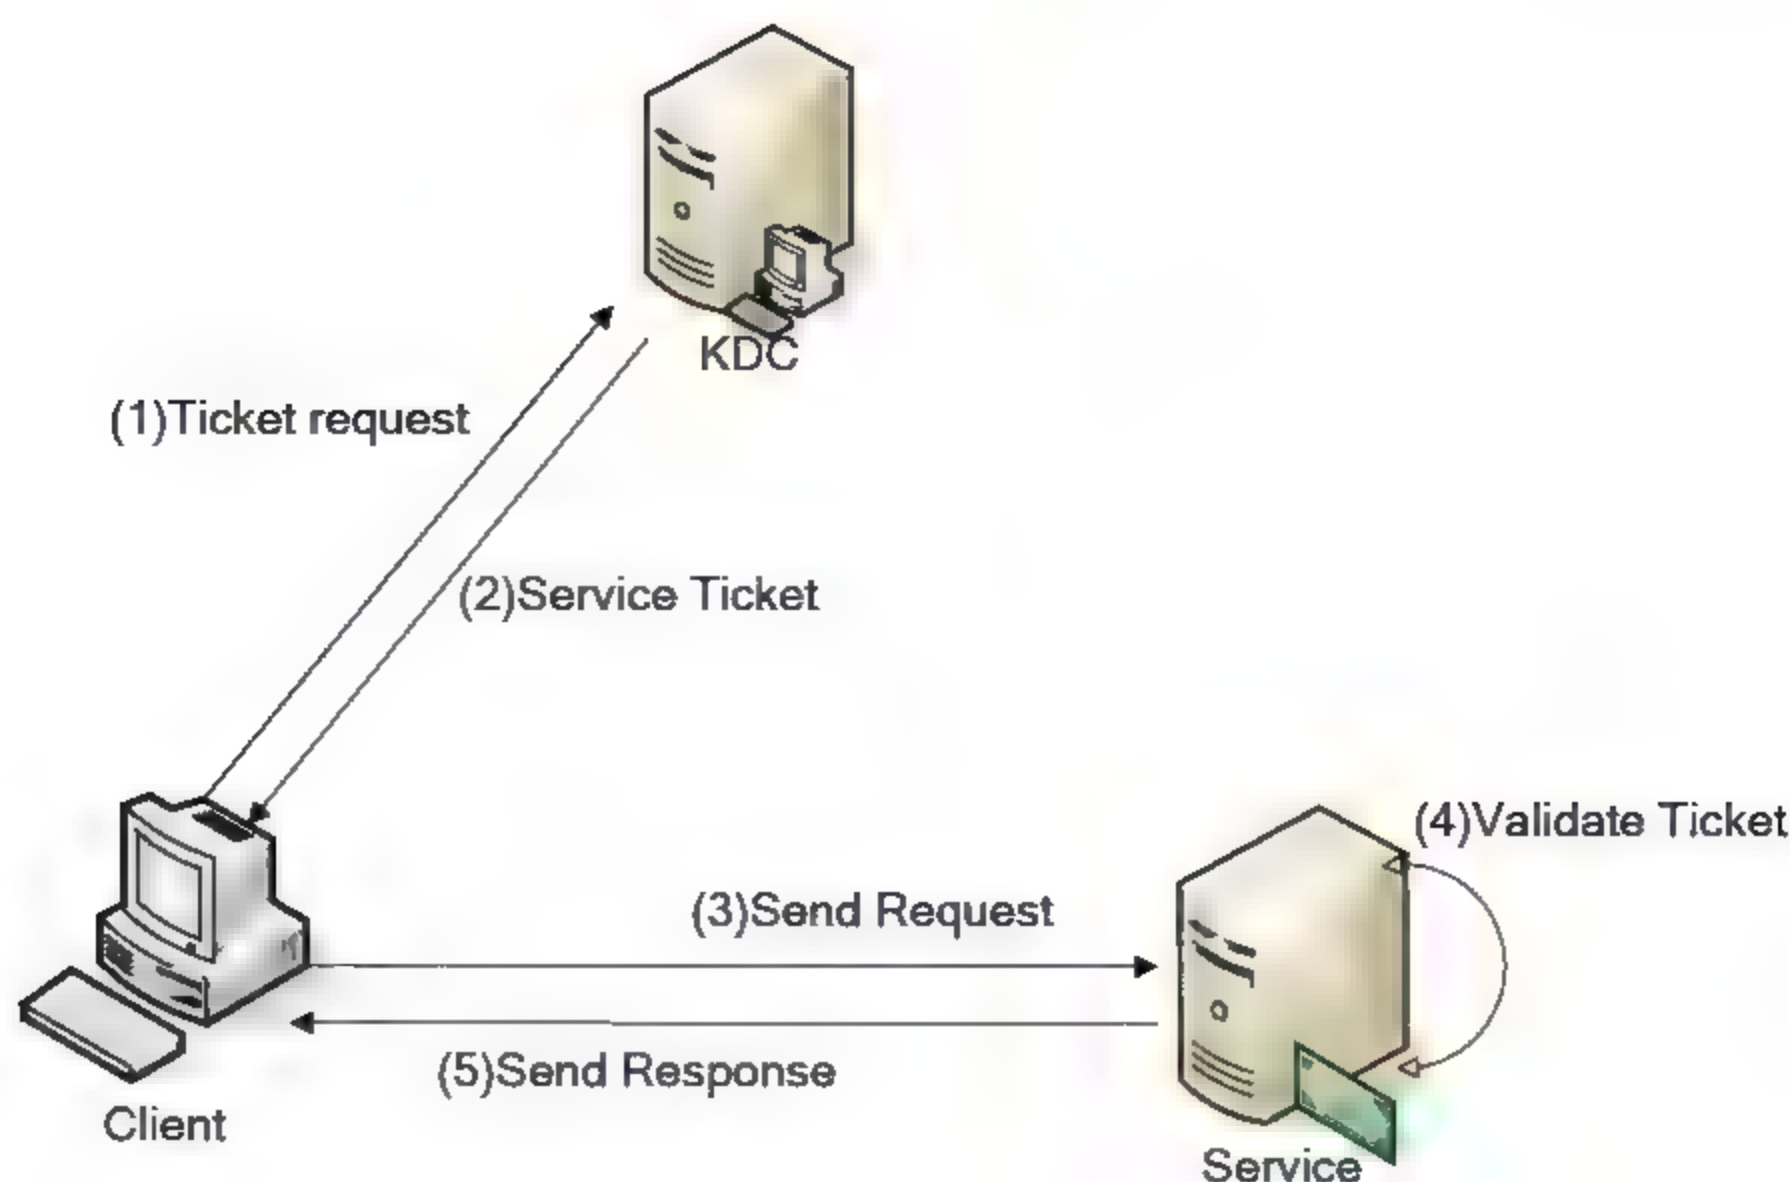 KDC
(1)Ticket request
(2)Service Ticket
(4)Validate Ticket
(3)Send Request
(5)Send Response
Client
Service